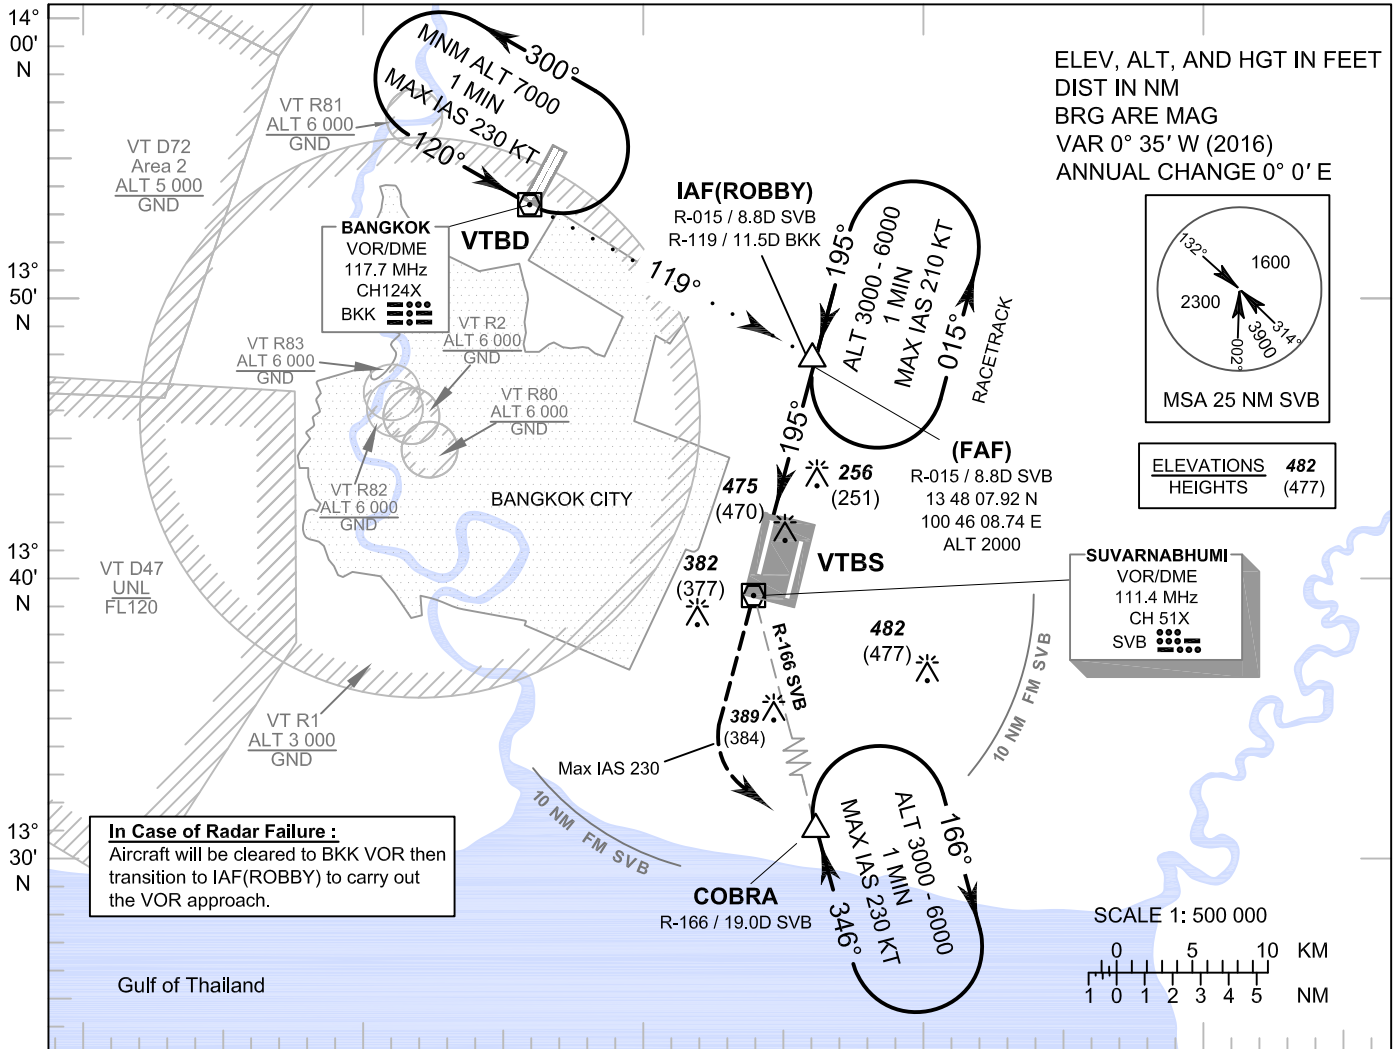 14°
00'
N
13°
50'
N
13°
40'
N
13°
30'
N
ELEV, ALT, AND HGT IN FEET
DIST IN NM
BRG ARE MAG
VAR 0° 35' W (2016)
ANNUAL CHANGE 0° 0' E
132°
1600
2300
3900
314°
002°
MSA 25 NM SVB
ELEVATIONS 482
HEIGHTS (477)
300°
MNM ALT 7000
1 MIN
MAX IAS 230 KT
120°
VT R81
ALT 6 000
GND
VT D72
Area 2
ALT 5 000
GND
BANGKOK
VOR/DME
117.7 MHz
CH124X
BKK
VTBD
119°
IAF(ROBBY)
R-015 / 8.8D SVB
R-119 / 11.5D BKK
195°
ALT 3000 - 6000
1 MIN
MAX IAS 210 KT
015°
RACETRACK
195°
(FAF)
R-015 / 8.8D SVB
13 48 07.92 N
100 46 08.74 E
ALT 2000
VT R83
ALT 6 000
GND
VT R2
ALT 6 000
GND
VT R80
ALT 6 000
GND
VT R82
ALT 6 000
GND
BANGKOK CITY
475
(470)
256
(251)
382
(377)
VTBS
482
(477)
389
(384)
SUVARNABHUMI
VOR/DME
111.4 MHz
CH 51X
SVB
VT D47
UNL
FL120
VT R1
ALT 3 000
GND
R-166 SVB
Max IAS 230
10 NM FM SVB
10 NM FM SVB
In Case of Radar Failure :
Aircraft will be cleared to BKK VOR then
transition to IAF(ROBBY) to carry out
the VOR approach.
COBRA
R-166 / 19.0D SVB
166°
ALT 3000 - 6000
1 MIN
MAX IAS 230 KT
346°
Gulf of Thailand
SCALE 1: 500 000
0 5 10 KM
1 0 1 2 3 4 5 NM